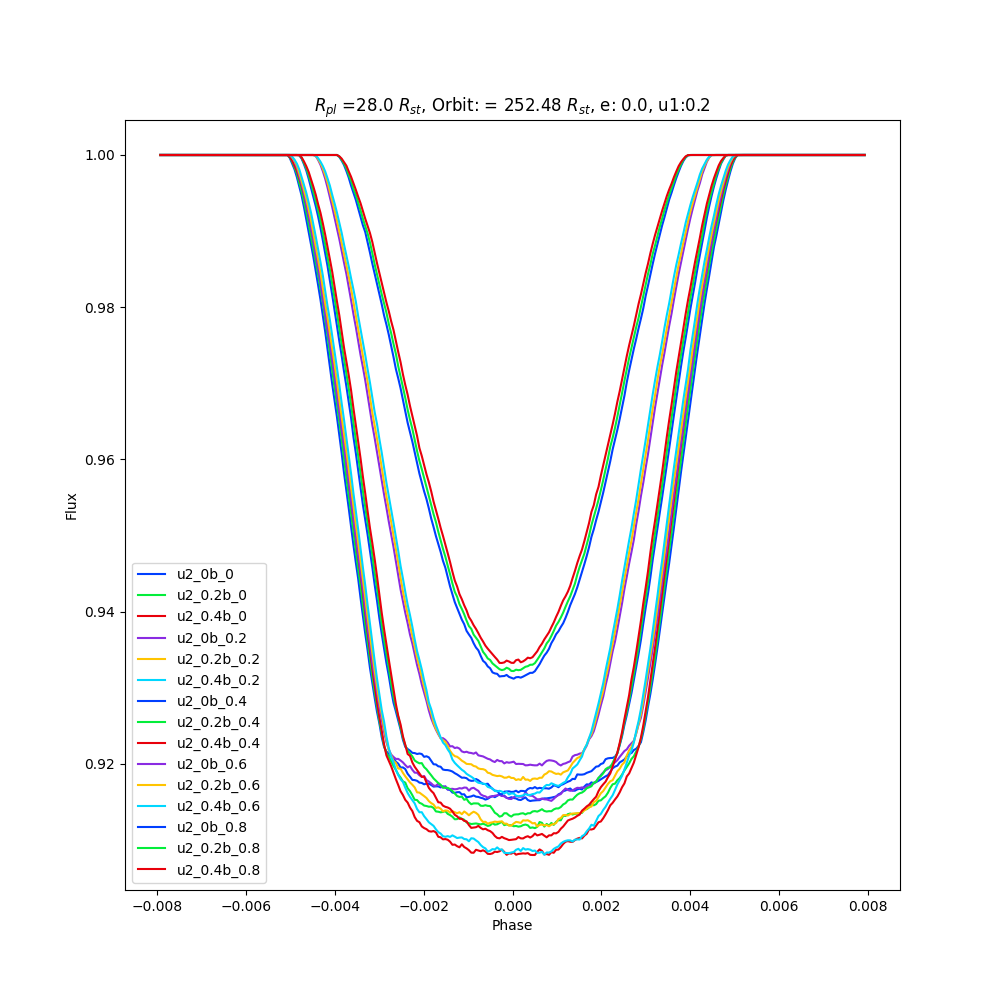 R_pl =28.0 R_st, Orbit: = 252.48 R_st, e: 0.0, u1:0.2
1.00
0.98
0.96
0.94
0.92
Flux
u2_0b_0
u2_0.2b_0
u2_0.4b_0
u2_0b_0.2
u2_0.2b_0.2
u2_0.4b_0.2
u2_0b_0.4
u2_0.2b_0.4
u2_0.4b_0.4
u2_0b_0.6
u2_0.2b_0.6
u2_0.4b_0.6
u2_0b_0.8
u2_0.2b_0.8
u2_0.4b_0.8
−0.008 −0.006 −0.004 −0.002 0.000 0.002 0.004 0.006 0.008
Phase